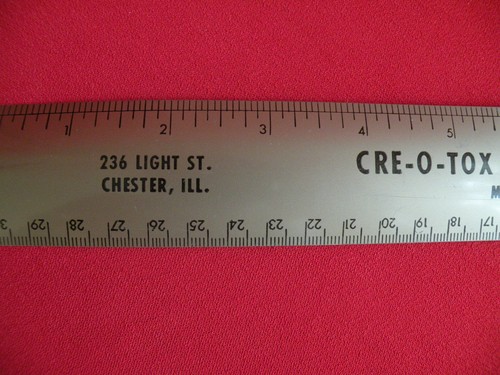 1 2 3 4 5
236 LIGHT ST.
CHESTER, ILL.
CRE-O-TOX
M
3 29 28 27 26 25 24 23 22 21 20 19 18 17